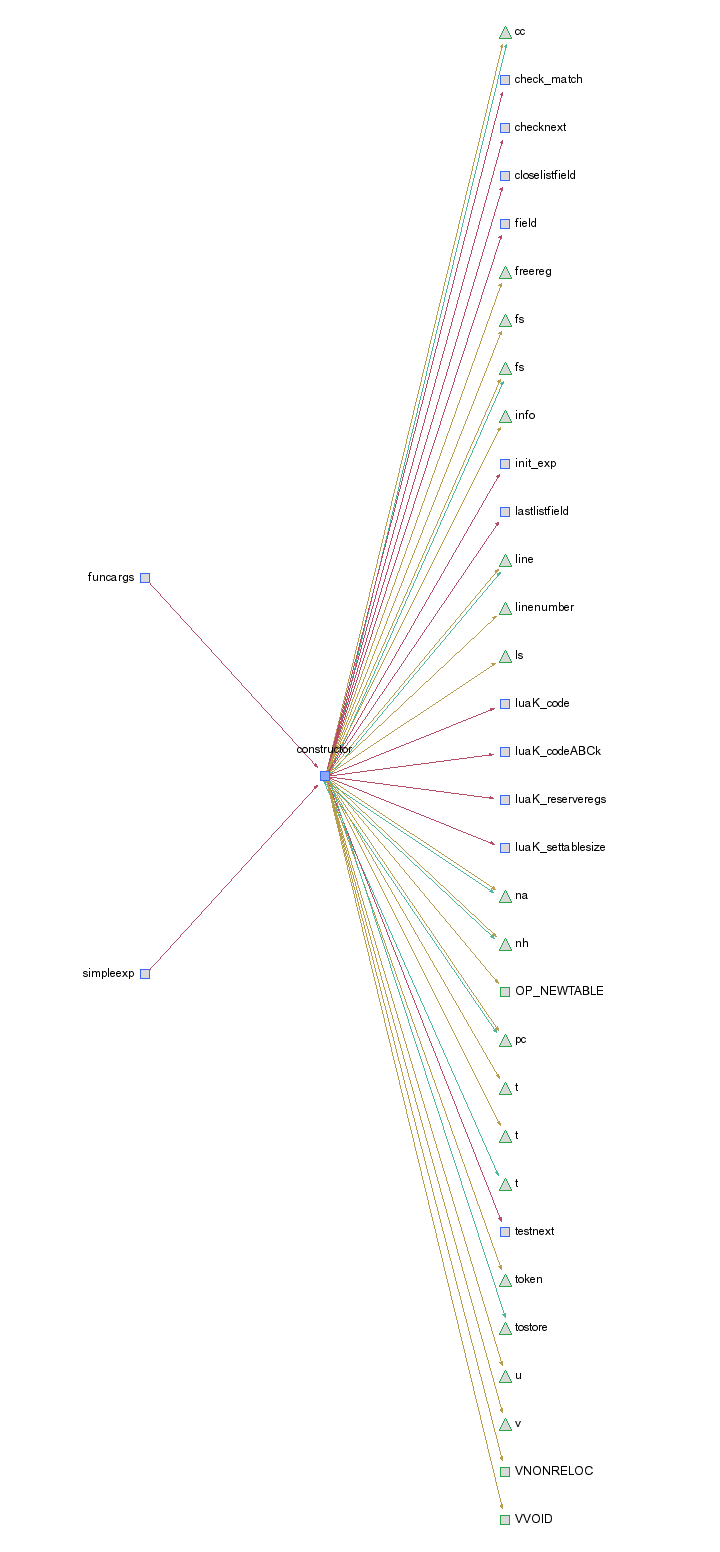 cc
check_match
checknext
closelistfield
field
freereg
fs
fs
info
init_exp
lastlistfield
line
funcargs
linenumber
ls
luaK_code
constructor
luaK_codeABCk
luaK_reserveregs
luaK_settablesize
na
nh
simpleexp
OP_NEWTABLE
pc
t
t
t
testnext
token
tostore
u
v
VNONRELOC
VVOID